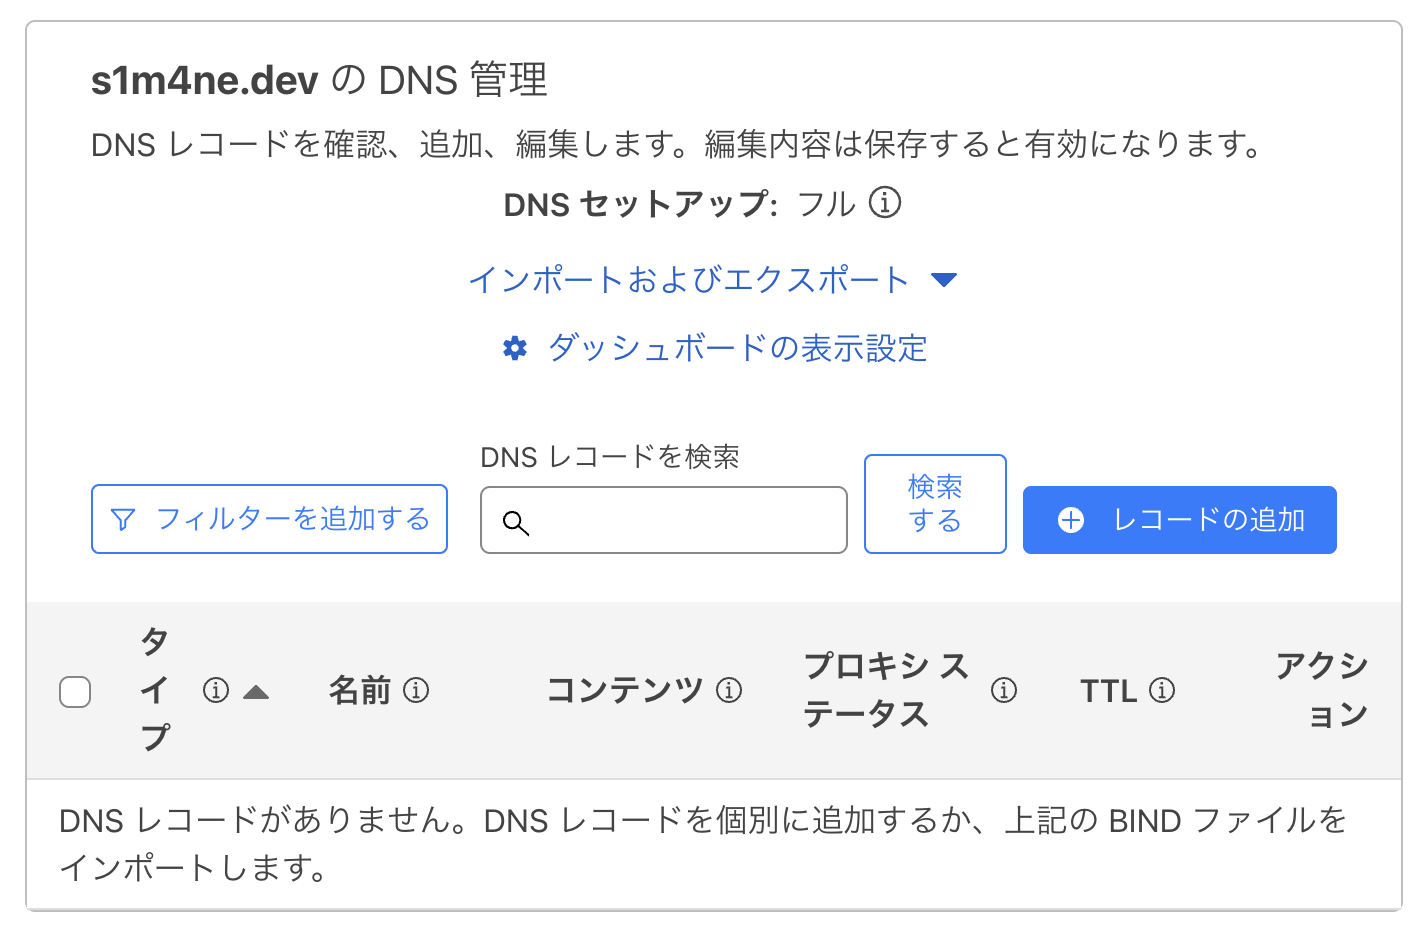 s1m4ne.dev の DNS 管理
DNS レコードを確認、追加、編集します。編集内容は保存すると有効になります。
DNS セットアップ: フル
インポートおよびエクスポート
ダッシュボードの表示設定
DNS レコードを検索
フィルターを追加する
検索
する
レコードの追加
タ
イ
プ
名前
コンテンツ
プロキシ ス
テータス
TTL
アクシ
ョン
DNS レコードがありません。DNS レコードを個別に追加するか、上記の BIND ファイルを
インポートします。